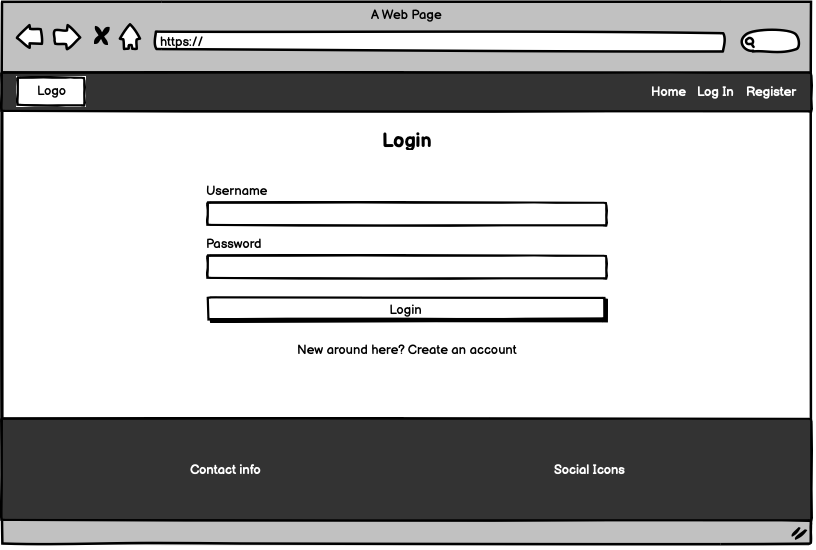 A Web Page
https://
Logo
Home Log In Register
Login
Username
Password
Login
New around here? Create an account
Contact info
Social Icons